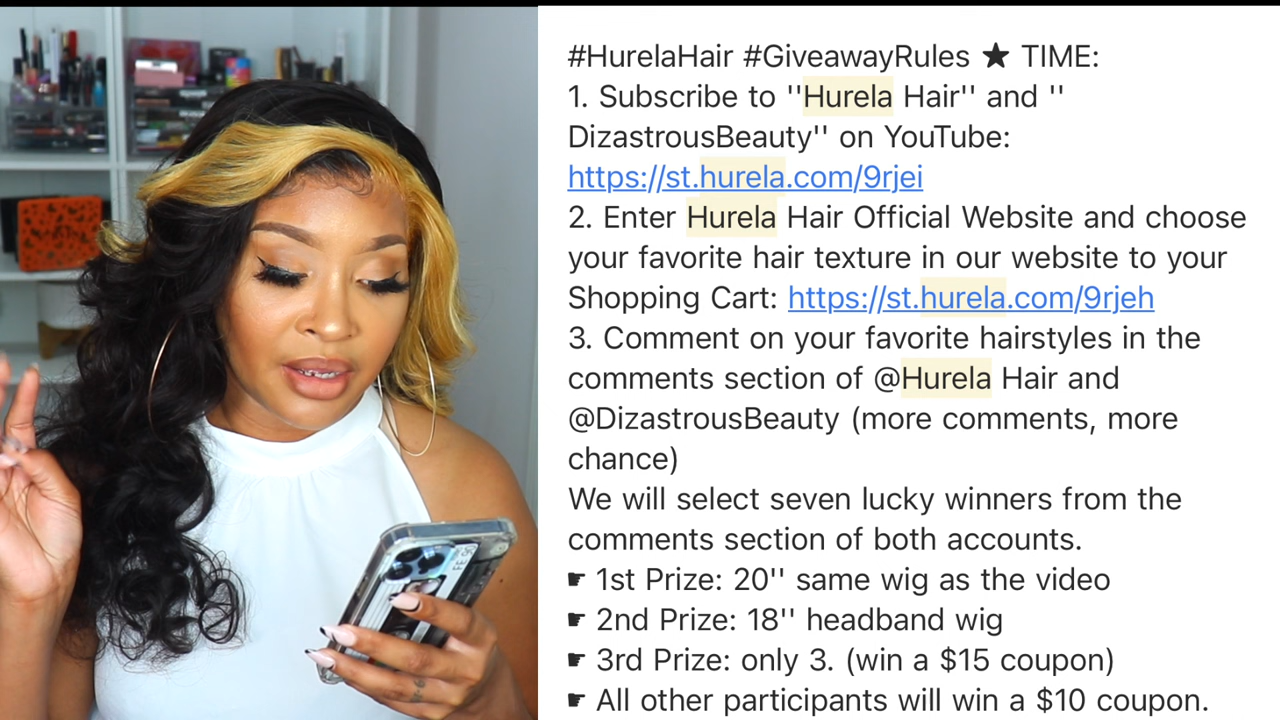 #HurelaHair #GiveawayRules ★ TIME:
1. Subscribe to ''Hurela Hair'' and ''
DizastrousBeauty'' on YouTube:
https://st.hurela.com/9rjei
2. Enter Hurela Hair Official Website and choose
your favorite hair texture in our website to your
Shopping Cart: https://st.hurela.com/9rjeh
3. Comment on your favorite hairstyles in the
comments section of @Hurela Hair and
@DizastrousBeauty (more comments, more
chance)
We will select seven lucky winners from the
comments section of both accounts.
☛ 1st Prize: 20'' same wig as the video
☛ 2nd Prize: 18'' headband wig
☛ 3rd Prize: only 3. (win a $15 coupon)
☛ All other participants will win a $10 coupon.